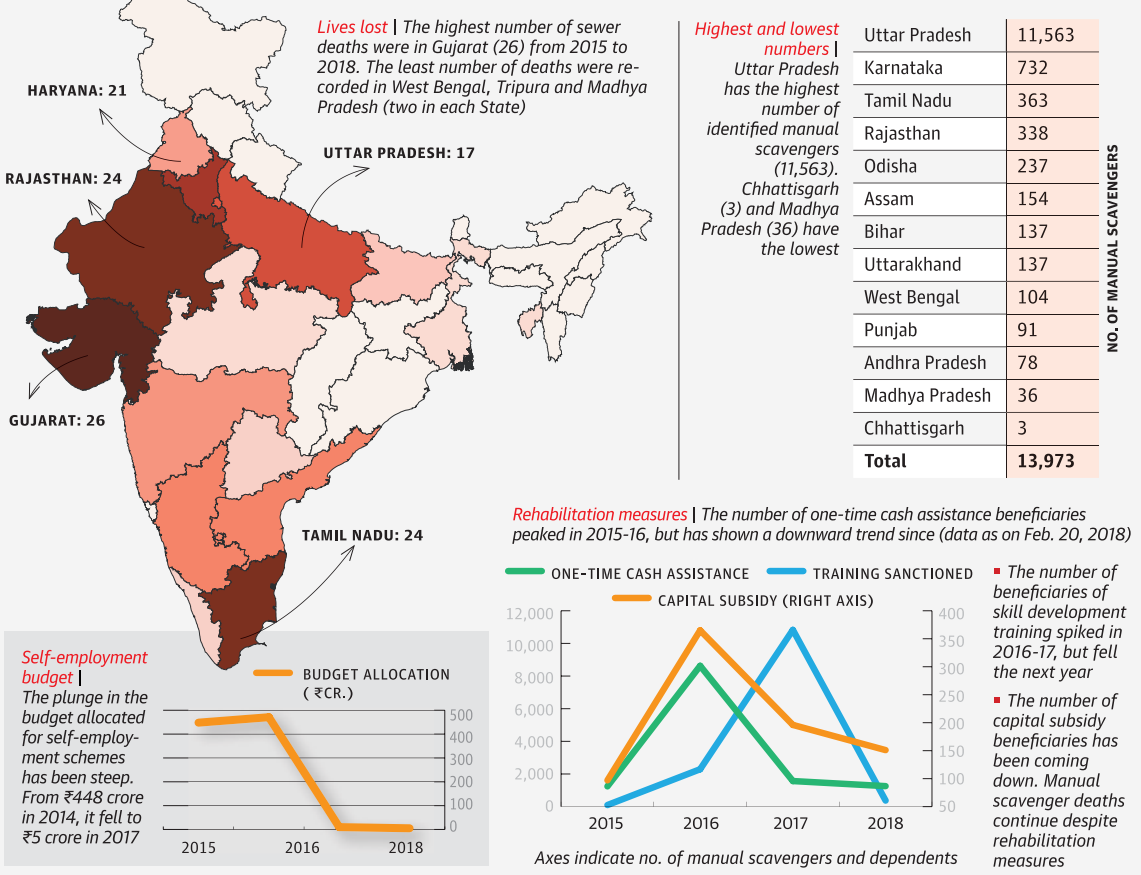 Lives lost | The highest number of sewer
deaths were in Gujarat (26) from 2015 to
2018. The least number of deaths were re-
corded in West Bengal, Tripura and Madhya
Pradesh (two in each State)
HARYANA: 21
RAJASTHAN: 24
UTTAR PRADESH: 17
GUJARAT: 26
TAMIL NADU: 24
Highest and lowest
numbers |
Uttar Pradesh
has the highest
number of
identified manual
scavengers
(11,563).
Chhattisgarh
(3) and Madhya
Pradesh (36) have
the lowest
Uttar Pradesh 11,563
Karnataka 732
Tamil Nadu 363
Rajasthan 338
Odisha 237
Assam 154
Bihar 137
Uttarakhand 137
West Bengal 104
Punjab 91
Andhra Pradesh 78
Madhya Pradesh 36
Chhattisgarh 3
Total 13,973
NO. OF MANUAL SCAVENGERS
Self-employment
budget |
The plunge in the
budget allocated
for self-employ-
ment schemes
has been steep.
From ₹448 crore
in 2014, it fell to
₹5 crore in 2017
BUDGET ALLOCATION
( ₹CR.)
500
400
300
200
100
0
2015 2016 2018
Rehabilitation measures | The number of one-time cash assistance beneficiaries
peaked in 2015-16, but has shown a downward trend since (data as on Feb. 20, 2018)
ONE-TIME CASH ASSISTANCE TRAINING SANCTIONED
CAPITAL SUBSIDY (RIGHT AXIS)
12,000
10,000
8,000
6,000
4,000
2,000
0
400
350
300
250
200
150
100
50
2015 2016 2017 2018
Axes indicate no. of manual scavengers and dependents
The number of
beneficiaries of
skill development
training spiked in
2016-17, but fell
the next year
The number of
capital subsidy
beneficiaries has
been coming
down. Manual
scavenger deaths
continue despite
rehabilitation
measures